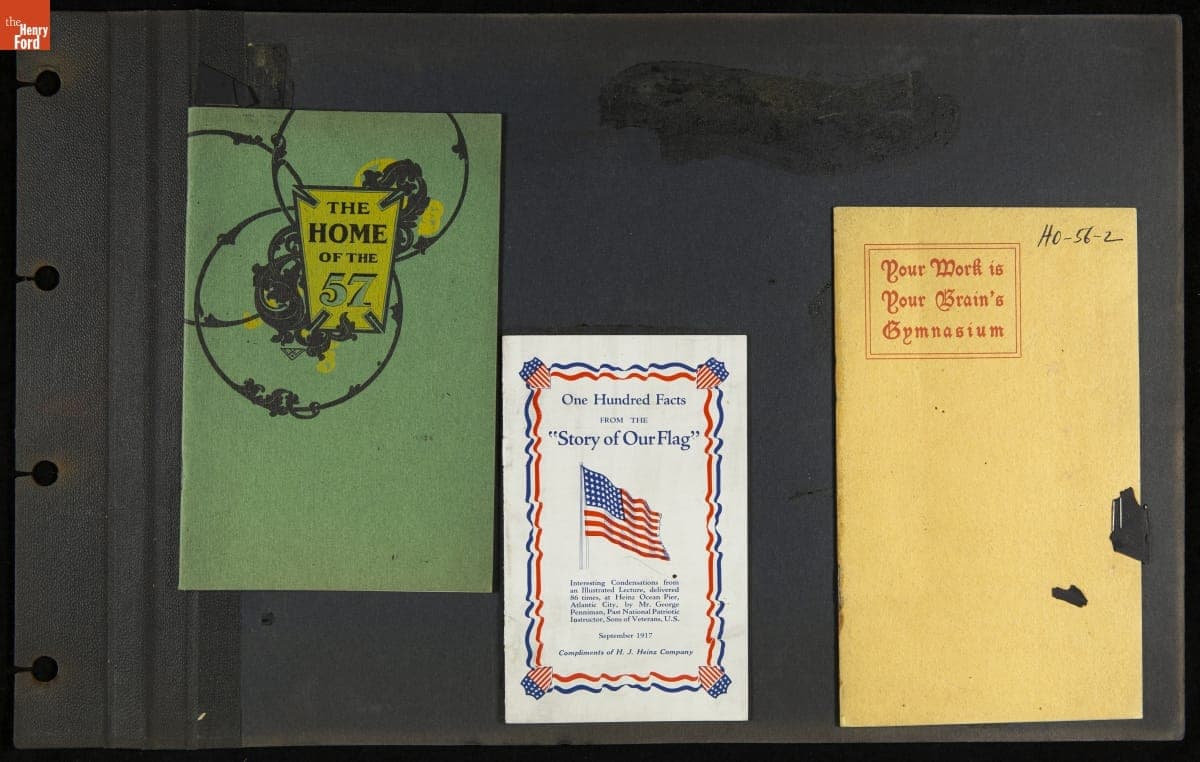 the
Henry
Ford
THE
HOME
OF THE
57
One Hundred Facts
FROM THE
"Story of Our Flag"
Interesting Condensations from
an Illustrated Lecture, delivered
86 times, at Heinz Ocean Pier,
Atlantic City, by Mr. George
Penniman, Past National Patriotic
Instructor, Sons of Veterans, U.S.
September 1917
Compliments of H. J. Heinz Company
HO-56-2
Your Work is
Your Brain's
Gymnasium